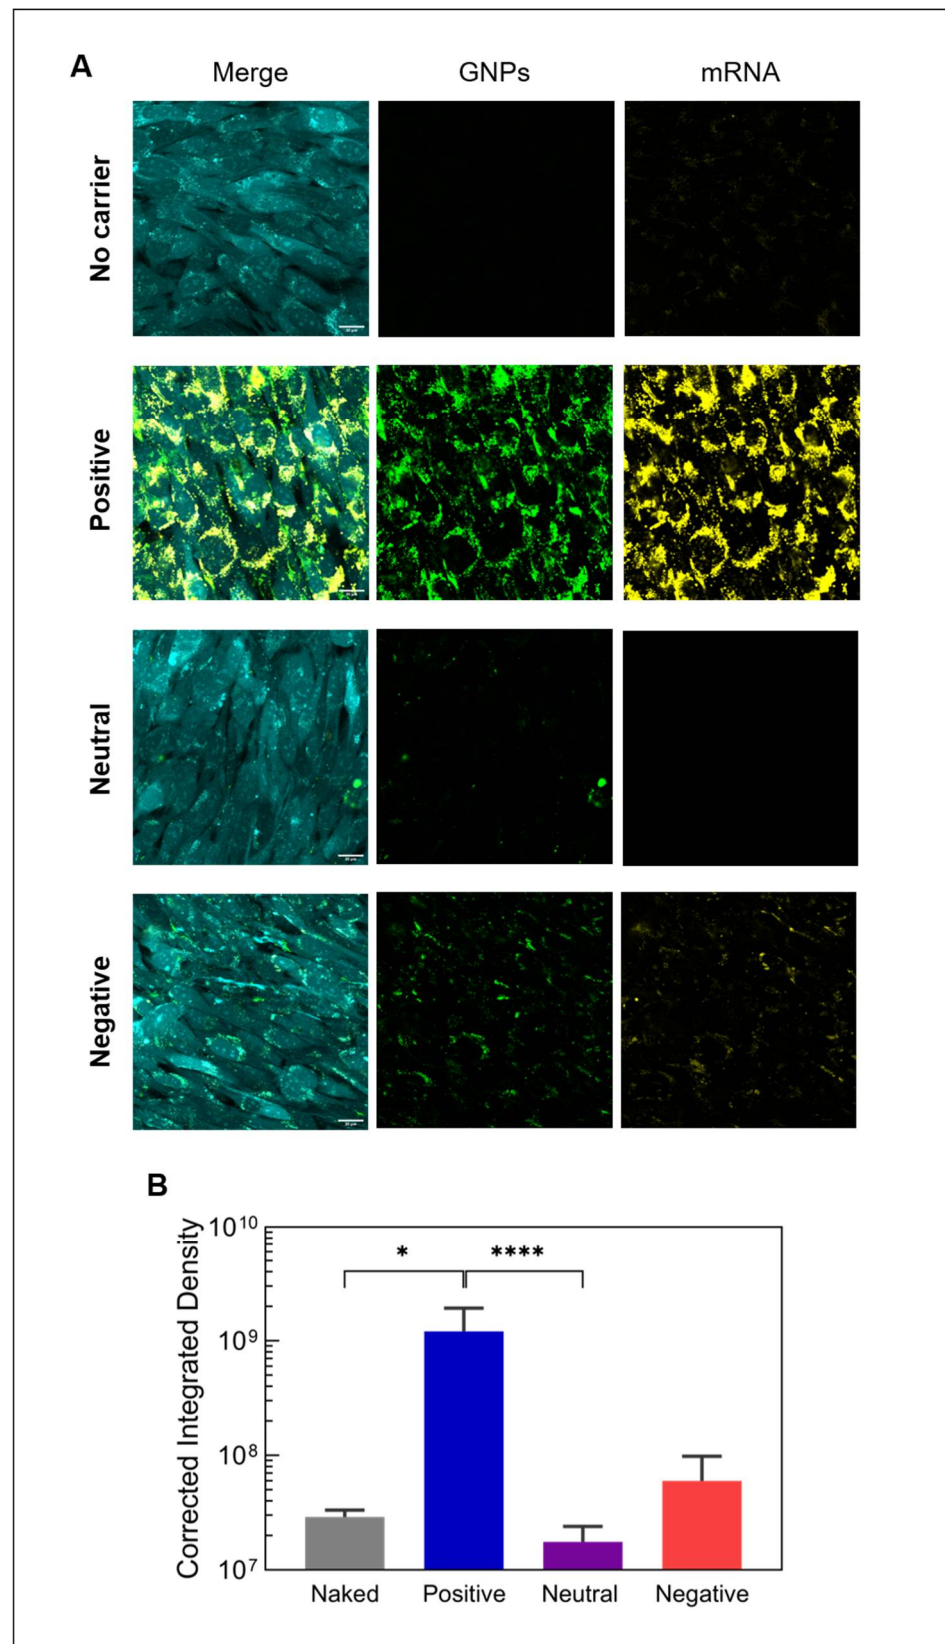 A
Merge GNPs mRNA
No carrier
Positive
Neutral
Negative
B
Corrected Integrated Density
10^10
* ****
10^9
10^8
10^7
Naked Positive Neutral Negative